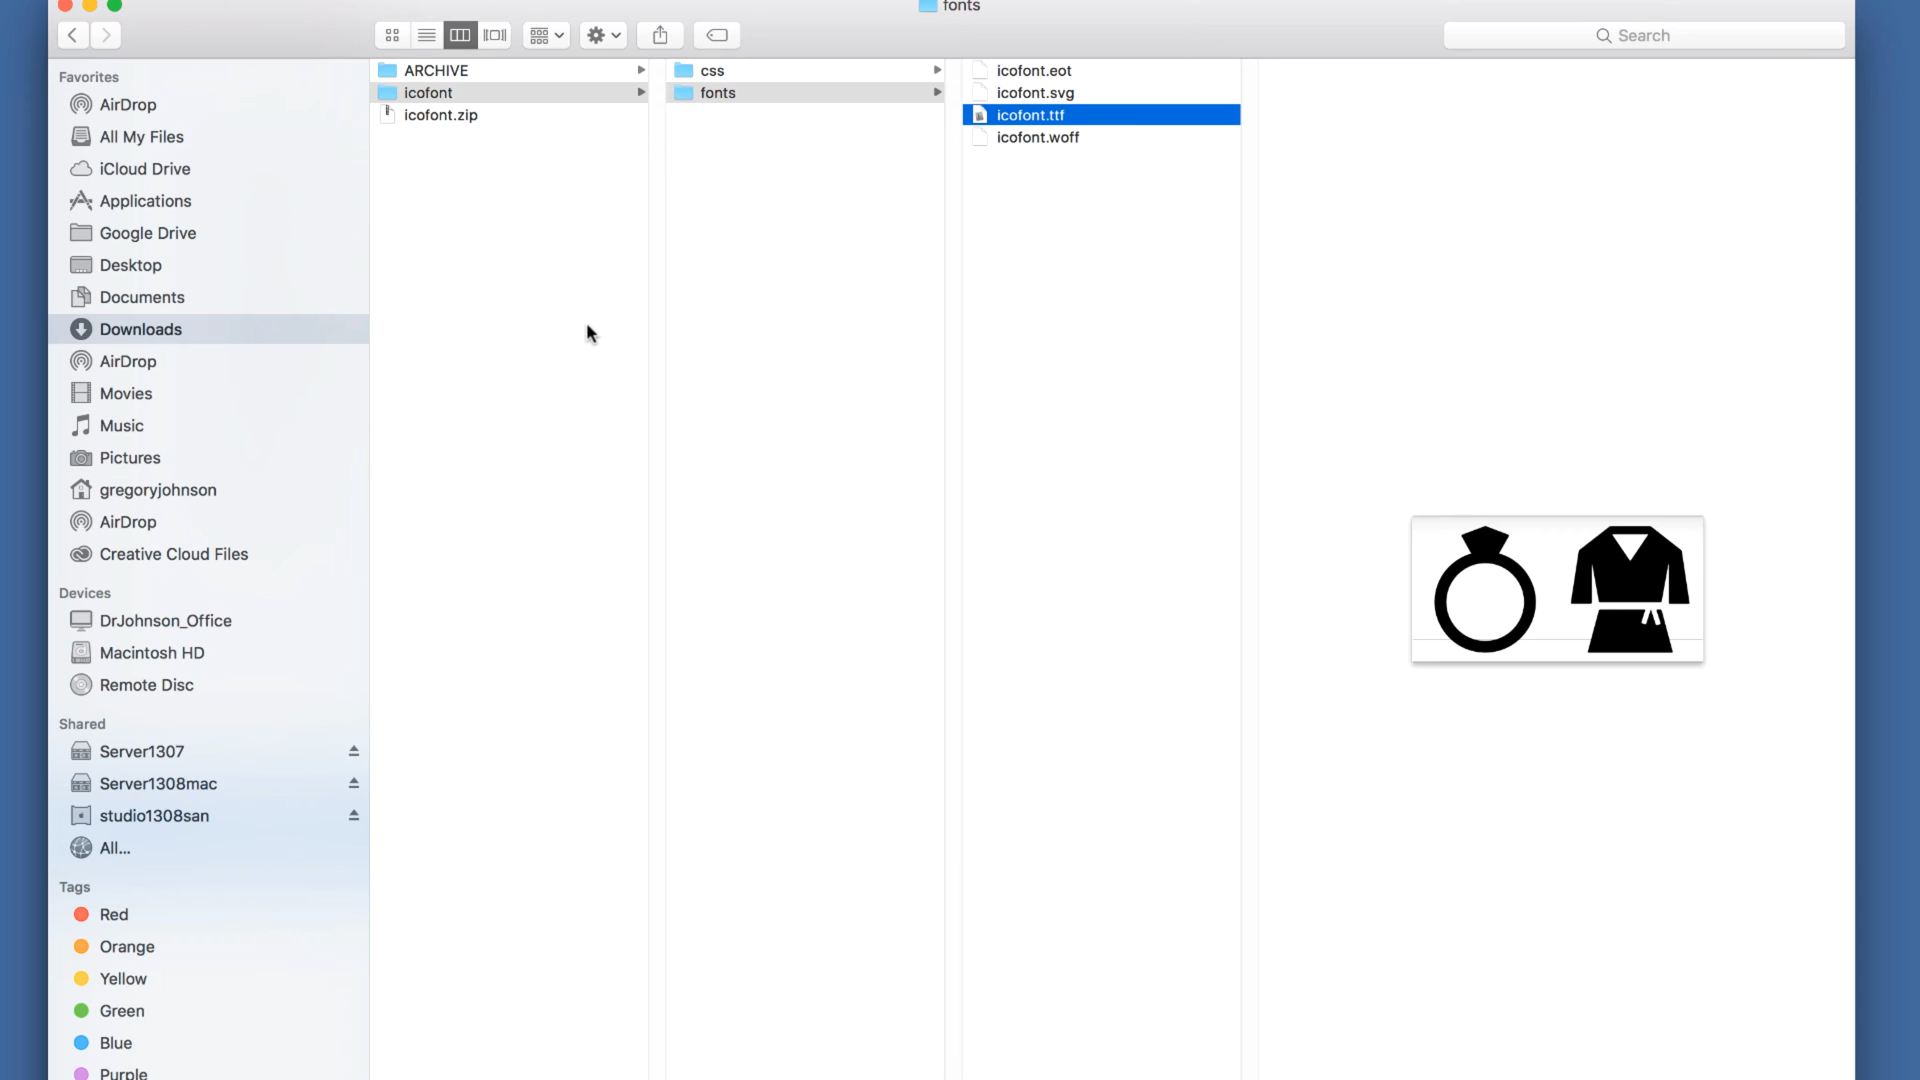 fonts
Search
Favorites
AirDrop
All My Files
iCloud Drive
Applications
Google Drive
Desktop
Documents
Downloads
AirDrop
Movies
Music
Pictures
gregoryjohnson
AirDrop
Creative Cloud Files
Devices
DrJohnson_Office
Macintosh HD
Remote Disc
Shared
Server1307
Server1308mac
studio1308san
All...
Tags
Red
Orange
Yellow
Green
Blue
Purple
ARCHIVE
icofont
icofont.zip
css
fonts
icofont.eot
icofont.svg
icofont.ttf
icofont.woff